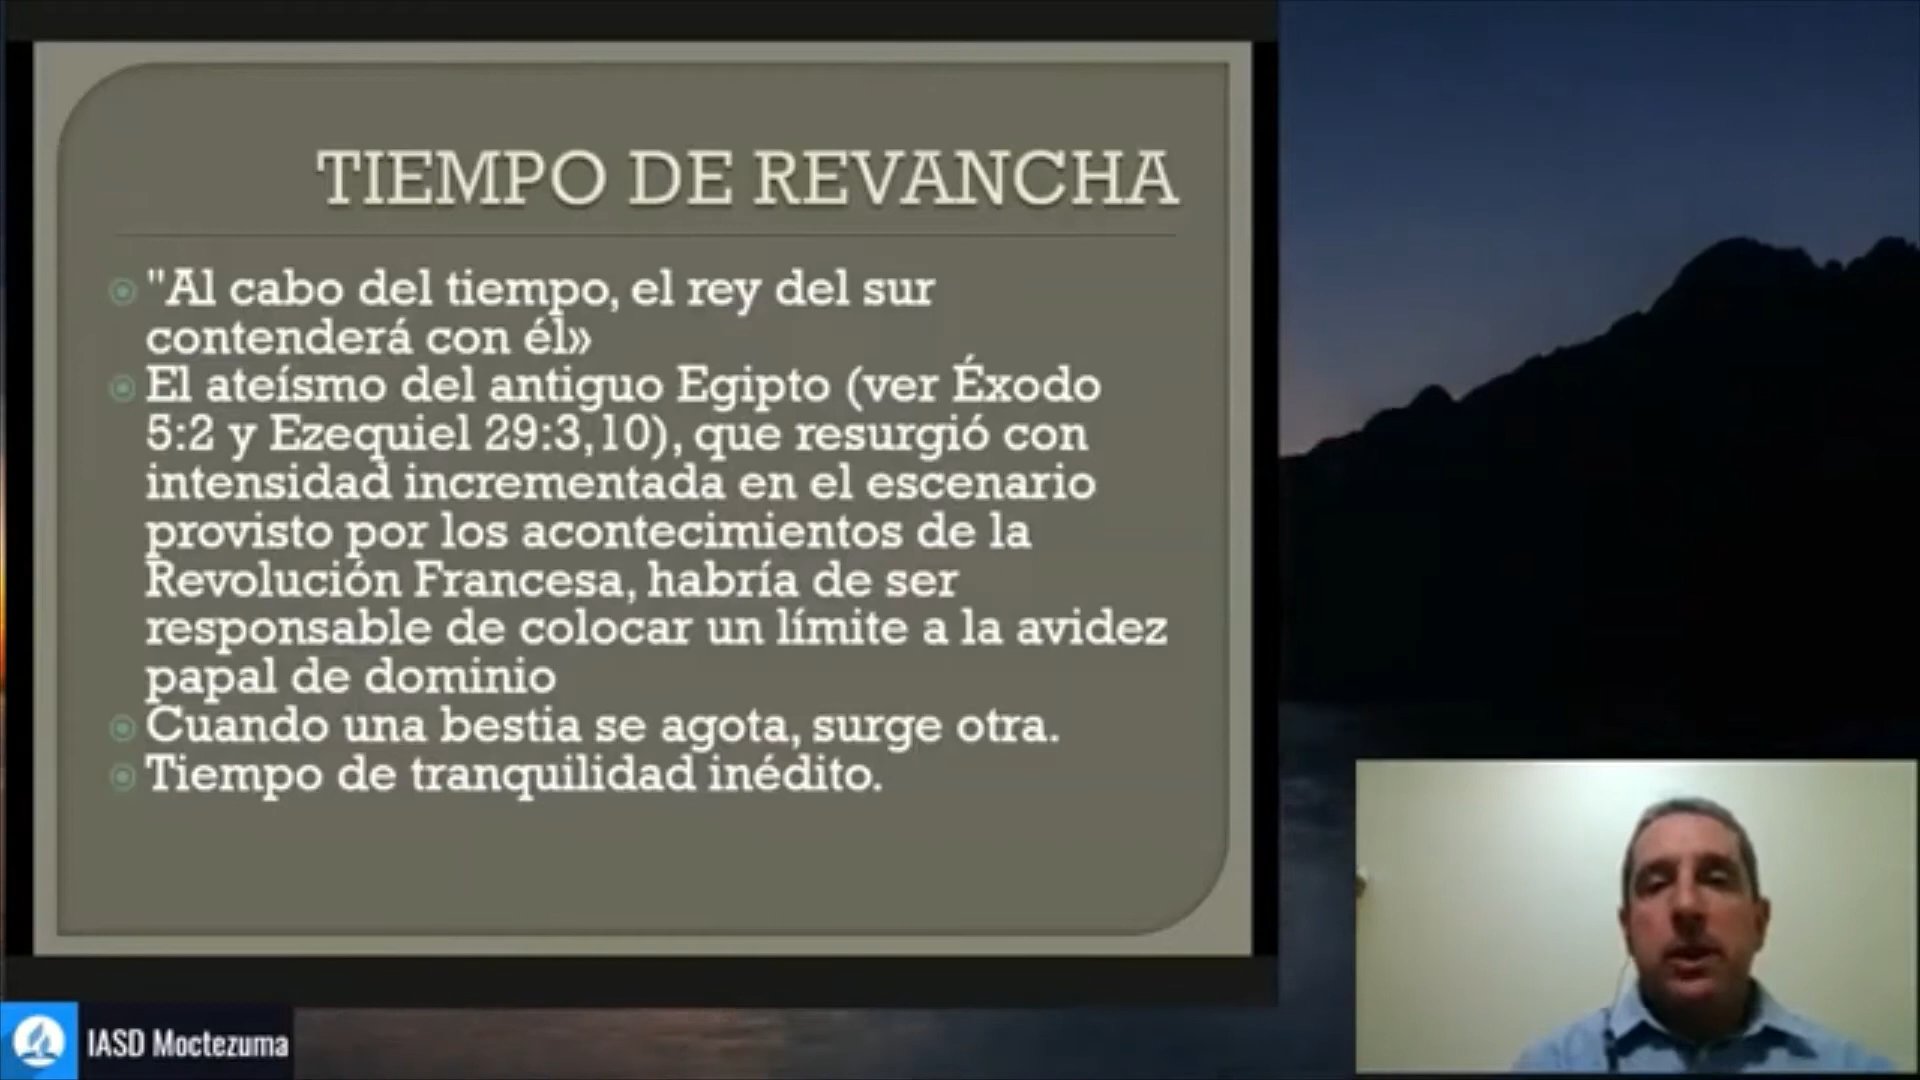 TIEMPO DE REVANCHA
"Al cabo del tiempo, el rey del sur
contenderá con él»
El ateísmo del antiguo Egipto (ver Éxodo
5:2 y Ezequiel 29:3,10), que resurgió con
intensidad incrementada en el escenario
provisto por los acontecimientos de la
Revolución Francesa, habría de ser
responsable de colocar un límite a la avidez
papal de dominio
Cuando una bestia se agota, surge otra.
Tiempo de tranquilidad inédito.
IASD Moctezuma